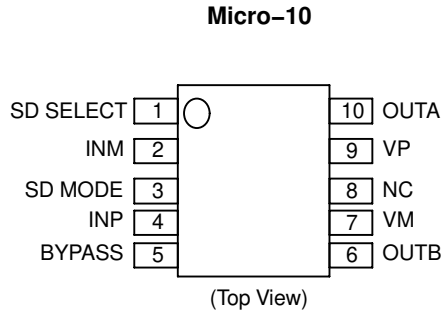 Micro−10
SD SELECT 1 10 OUTA
INM 2 9 VP
SD MODE 3 8 NC
INP 4 7 VM
BYPASS 5 6 OUTB
(Top View)